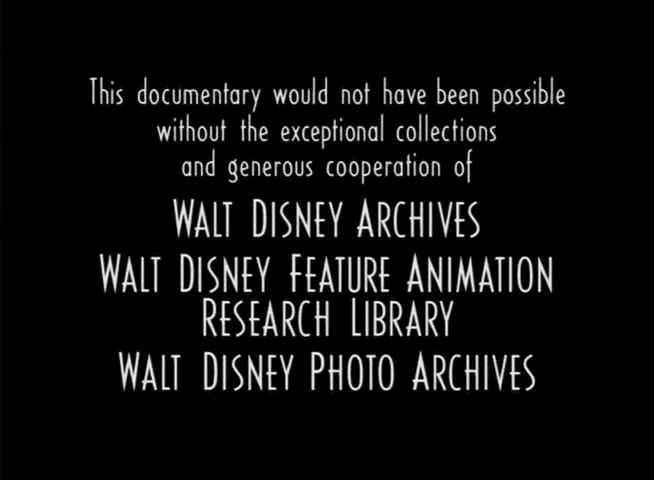 This documentary would not have been possible
without the exceptional collections
and generous cooperation of
WALT DISNEY ARCHIVES
WALT DISNEY FEATURE ANIMATION
RESEARCH LIBRARY
WALT DISNEY PHOTO ARCHIVES